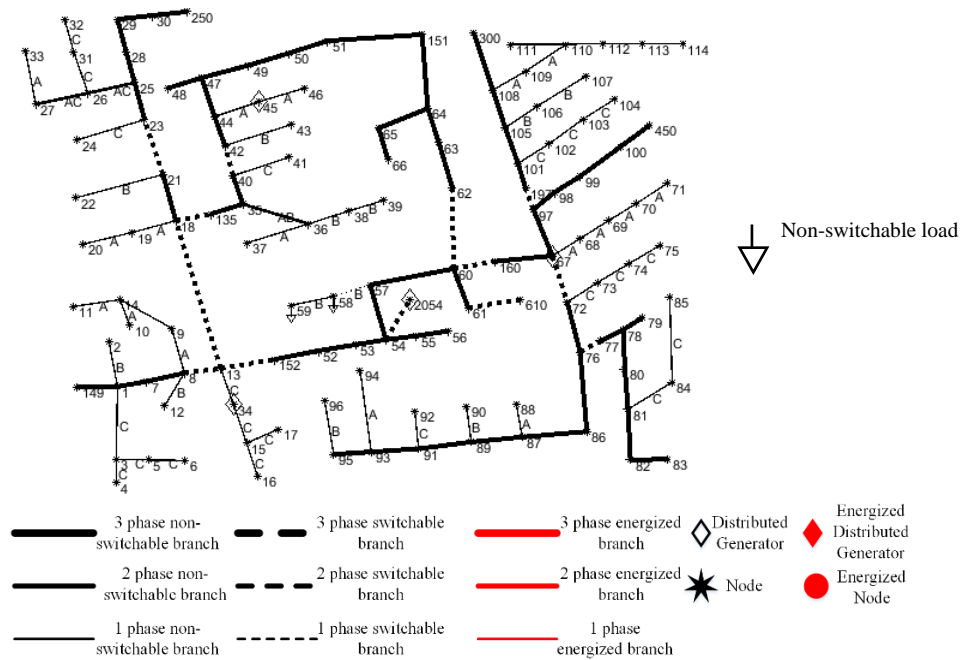 32
29
30
250
C
33
31
51
151
300
111
110
112
113
114
28
50
49
C
A
109
107
25
47
48
108
A
27
AC
26
AC
A
45
A
46
64
B
106
104
23
44
105
103
C
24
C
42
B
43
65
63
C
102
450
41
66
101
C
100
21
40
C
99
22
B
62
197
98
71
39
97
A
70
18
135
35
AB
B
38
B
A
69
20
A
19
A
37
A
36
A
68
75
60
160
67
C
74
57
C
73
59
B
58
B
2054
72
C
85
11
A
14
61
610
A
10
9
79
2
56
77
78
A
53
54
55
76
C
B
152
52
13
94
80
149
1
7
8
C
84
B
12
34
96
92
90
88
C
81
C
C
17
B
A
C
B
A
86
15
C
87
3
C
5
C
6
C
95
93
91
89
82
83
C
4
16
Non-switchable load
3 phase non-
switchable branch
3 phase switchable
branch
3 phase energized
branch
Distributed
Generator
Energized
Distributed
Generator
2 phase non-
switchable branch
2 phase switchable
branch
2 phase energized
branch
Node
Energized
Node
1 phase non-
switchable branch
1 phase switchable
branch
1 phase
energized branch